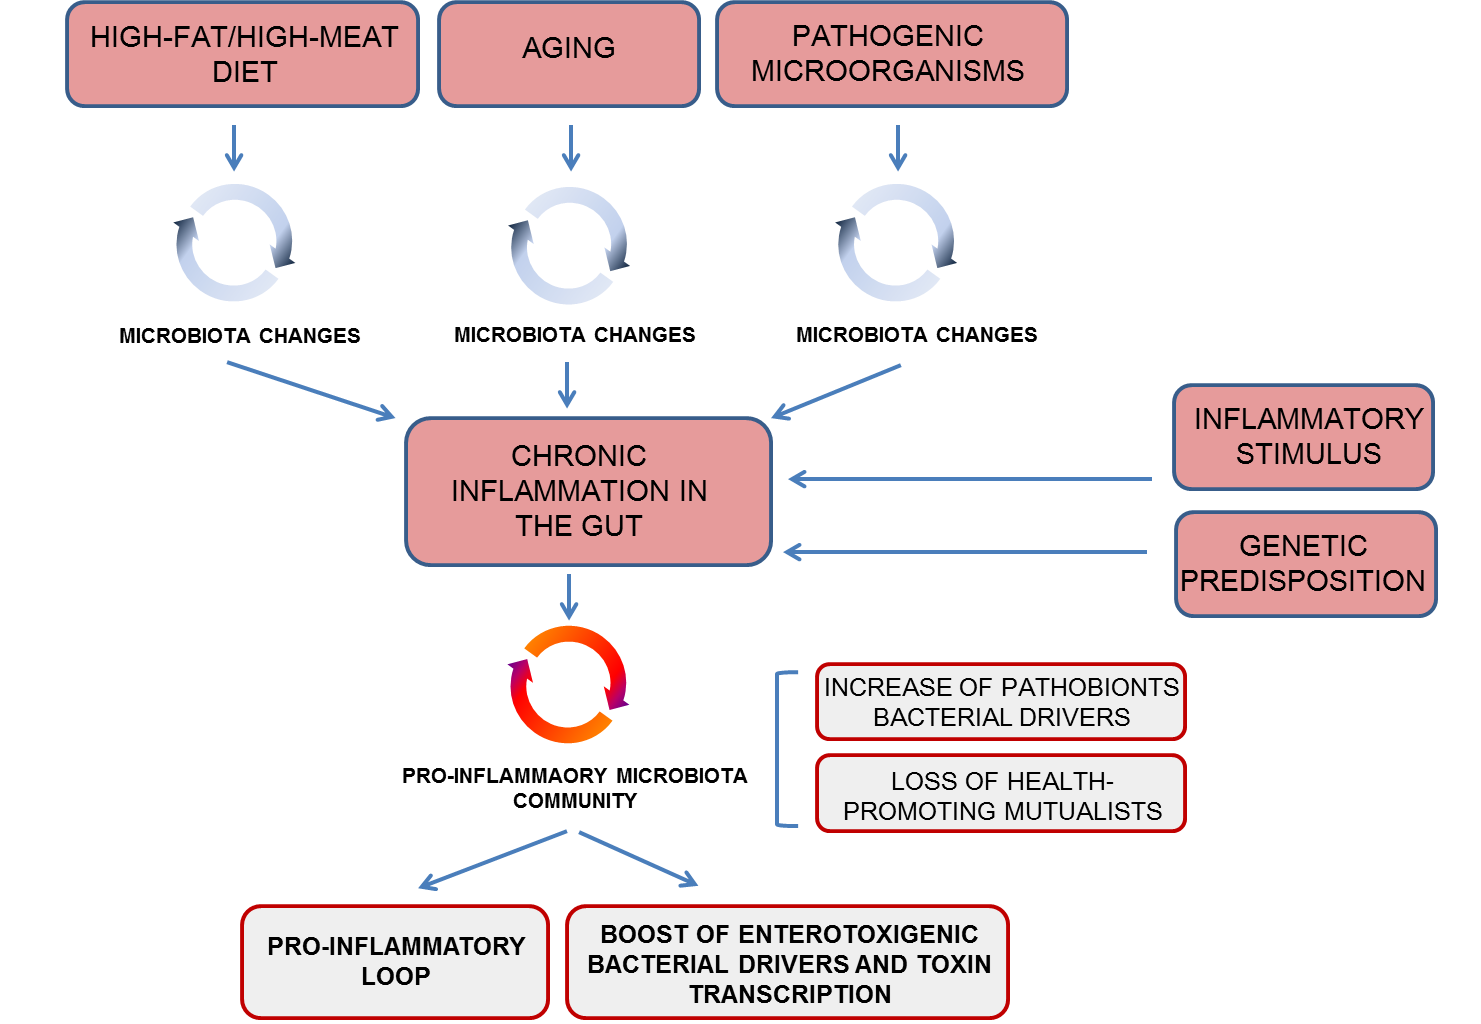 HIGH-FAT/HIGH-MEAT
DIET
AGING
PATHOGENIC
MICROORGANISMS
MICROBIOTA CHANGES
MICROBIOTA CHANGES
MICROBIOTA CHANGES
CHRONIC
INFLAMMATION IN
THE GUT
INFLAMMATORY
STIMULUS
GENETIC
PREDISPOSITION
PRO-INFLAMMAORY MICROBIOTA
COMMUNITY
INCREASE OF PATHOBIONTS
BACTERIAL DRIVERS
LOSS OF HEALTH-
PROMOTING MUTUALISTS
PRO-INFLAMMATORY
LOOP
BOOST OF ENTEROTOXIGENIC
BACTERIAL DRIVERS AND TOXIN
TRANSCRIPTION